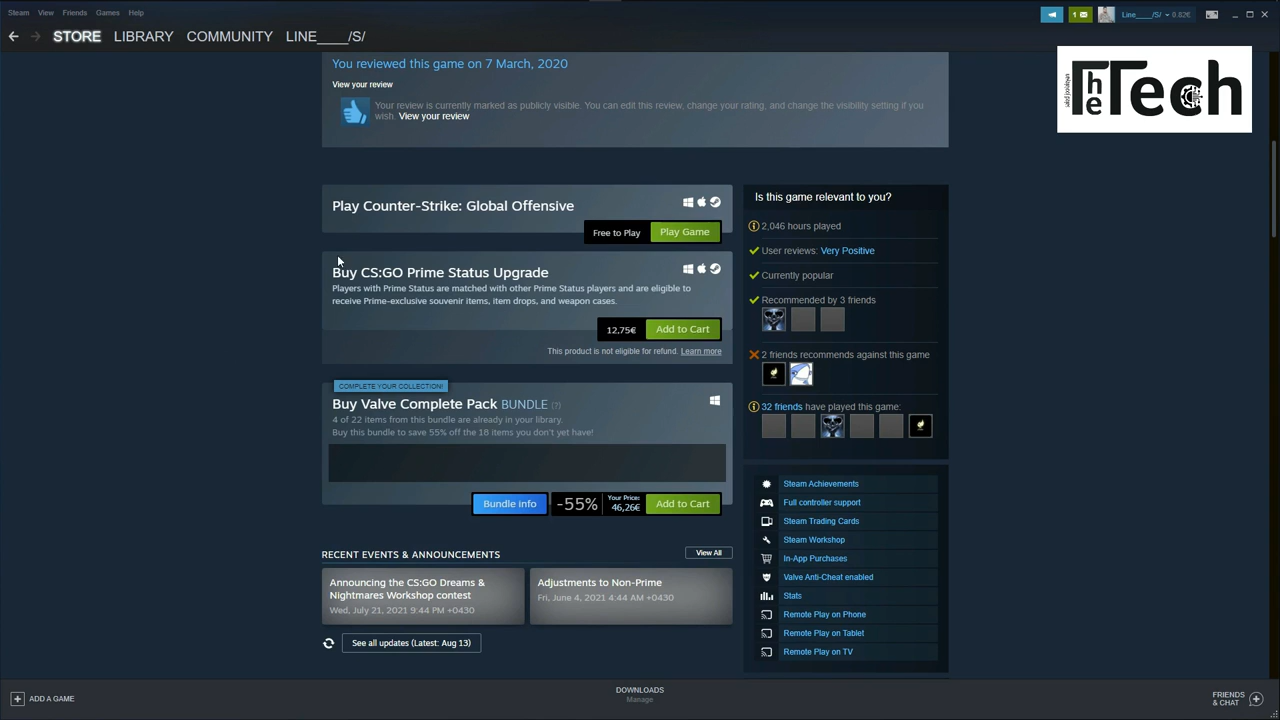 Steam View Friends Games Help
1
Line____/S/ 0.82€
STORE LIBRARY COMMUNITY LINE____/S/
The Tech
You reviewed this game on 7 March, 2020
View your review
Your review is currently marked as publicly visible. You can edit this review, change your rating, and change the visibility setting if you
wish. View your review
Play Counter-Strike: Global Offensive
Free to Play Play Game
Buy CS:GO Prime Status Upgrade
Players with Prime Status are matched with other Prime Status players and are eligible to
receive Prime-exclusive souvenir items, item drops, and weapon cases.
12,75€ Add to Cart
This product is not eligible for refund. Learn more
COMPLETE YOUR COLLECTION!
Buy Valve Complete Pack BUNDLE (?)
4 of 22 items from this bundle are already in your library.
Buy this bundle to save 55% off the 18 items you don't yet have!
Bundle info -55% Your Price:
46,26€ Add to Cart
RECENT EVENTS & ANNOUNCEMENTS View All
Announcing the CS:GO Dreams &
Nightmares Workshop contest
Wed, July 21, 2021 9:44 PM +0430
Adjustments to Non-Prime
Fri, June 4, 2021 4:44 AM +0430
See all updates (Latest: Aug 13)
Is this game relevant to you?
2,046 hours played
User reviews: Very Positive
Currently popular
Recommended by 3 friends
2 friends recommends against this game
32 friends have played this game:
Steam Achievements
Full controller support
Steam Trading Cards
Steam Workshop
In-App Purchases
Valve Anti-Cheat enabled
Stats
Remote Play on Phone
Remote Play on Tablet
Remote Play on TV
ADD A GAME
DOWNLOADS
Manage
FRIENDS
& CHAT